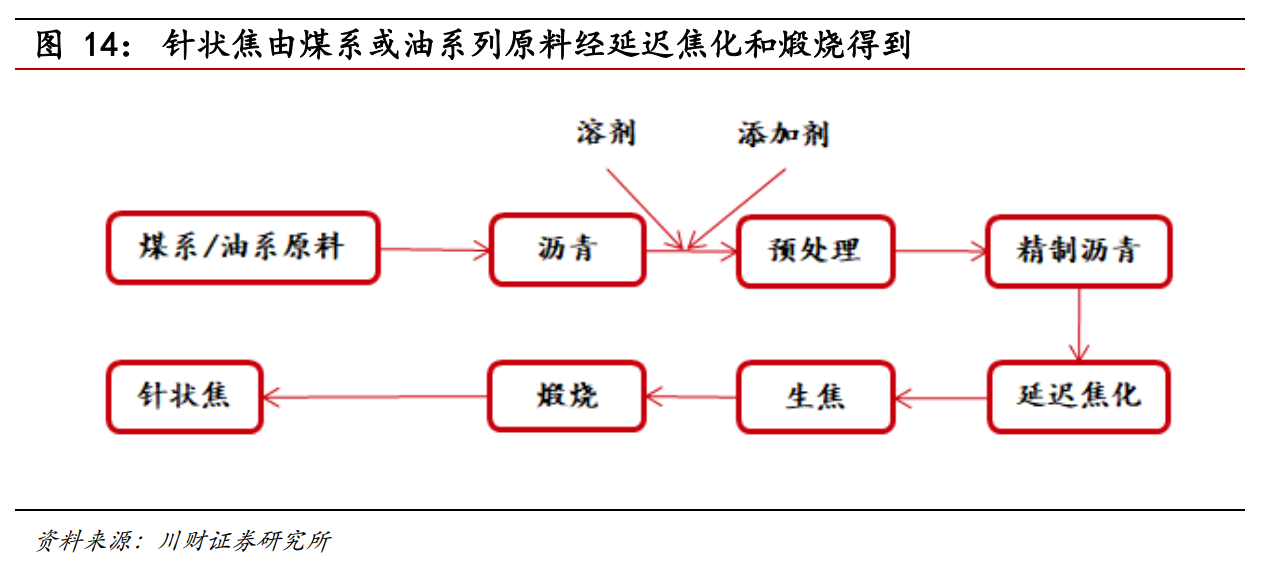 图 14： 针状焦由煤系或油系列原料经延迟焦化和煅烧得到
溶剂 添加剂
煤系/油系原料 沥青 预处理 精制沥青
针状焦 煅烧 生焦 延迟焦化
资料来源：川财证券研究所